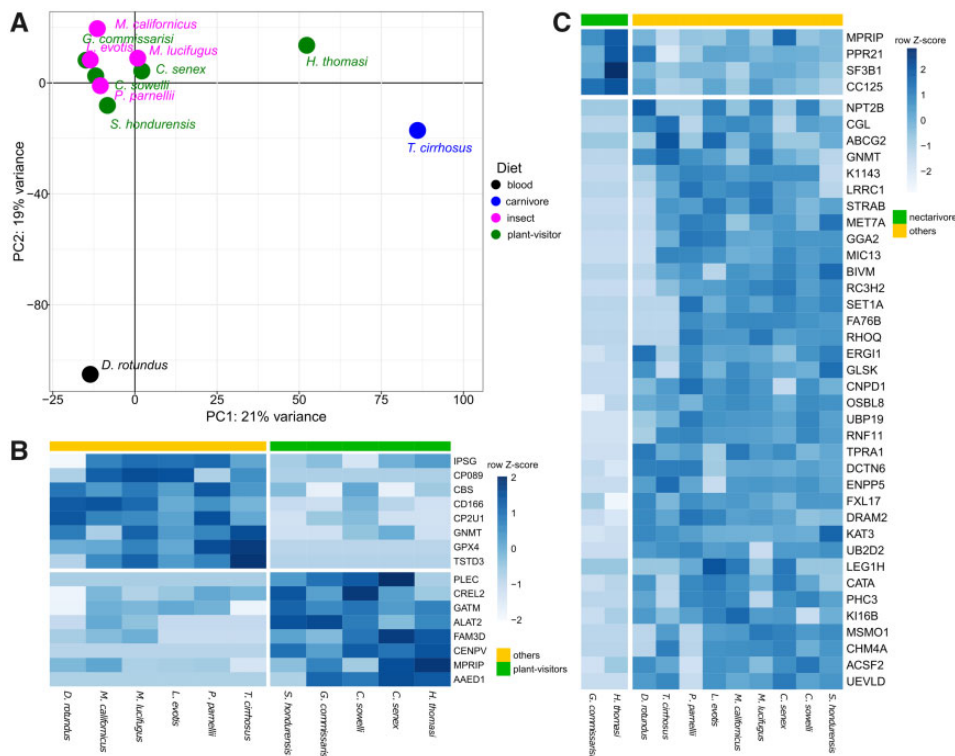 A
M. californicus
G. commissarisi
L. evotis
M. lucifugus
C. senex
C. sowelli
P. parnellii
S. hondurensis
H. thomasi
T. cirrhosus
D. rotundus
0
−40
−80
PC2: 19% variance
−25
0
25
50
75
100
PC1: 21% variance
Diet
blood
carnivore
insect
plant-visitor
B
IPSG
CP089
CBS
CD166
CP2U1
GNMT
GPX4
TSTD3
PLEC
CREL2
GATM
ALAT2
FAM3D
CENPV
MPRIP
AAED1
row Z-score
2
1
0
−1
−2
others
plant-visitors
D. rotundus
M. californicus
M. lucifugus
L. evotis
P. parnellii
T. cirrhosus
S. hondurensis
G. commissaris
C. sowelli
C. senex
H. thomasi
C
MPRIP
PPR21
SF3B1
CC125
NPT2B
CGL
ABCG2
GNMT
K1143
LRRC1
STRAB
MET7A
GGA2
MIC13
BIVM
RC3H2
SET1A
FA76B
RHOQ
ERGI1
GLSK
CNPD1
OSBL8
UBP19
RNF11
TPRA1
DCTN6
ENPP5
FXL17
DRAM2
KAT3
UB2D2
LEG1H
CATA
PHC3
KI16B
MSMO1
CHM4A
ACSF2
UEVLD
row Z-score
2
1
0
−1
−2
nectarivore
others
G. commissarisi
H. thomasi
D. rotundus
T. cirrhosus
P. parnellii
L. evotis
M. californicus
M. lucifugus
C. senex
C. sowelli
S. hondurensis